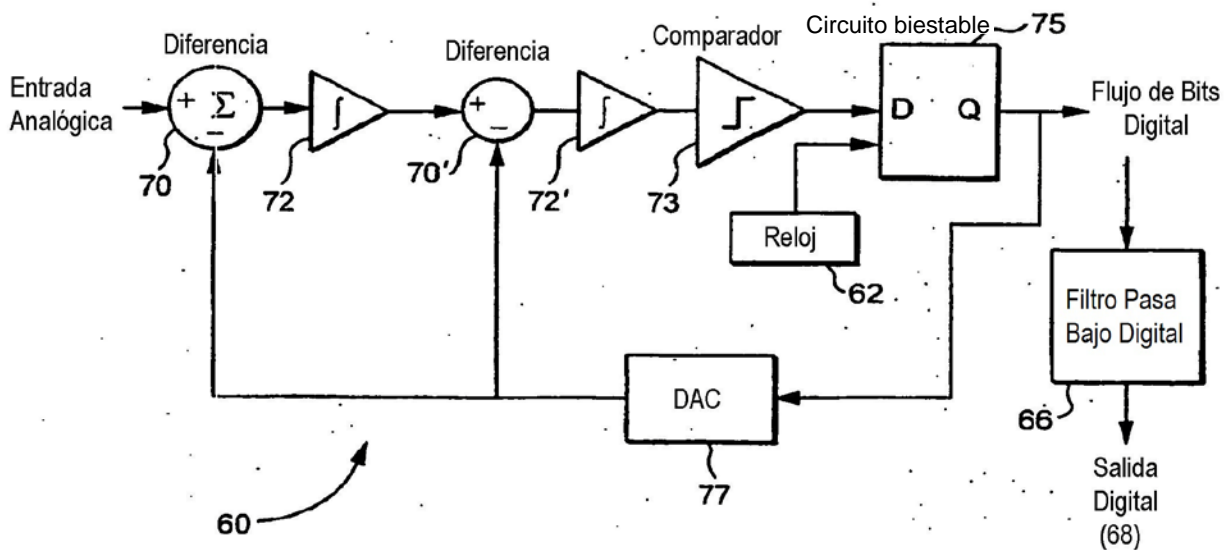 Diferencia
Diferencia
Comparador
Circuito biestable
75
Entrada
Analógica
+
Σ
−
∫
+
−
∫
D Q
Flujo de Bits
Digital
70
72
70'
72'
73
Reloj
62
Filtro Pasa
Bajo Digital
DAC
66
77
60
Salida
Digital
(68)